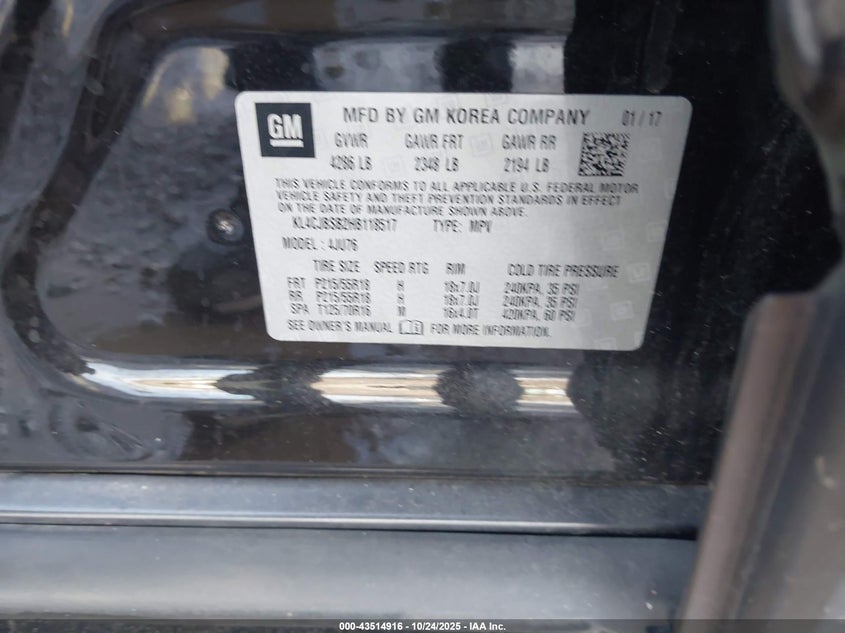 GM
MFD BY GM KOREA COMPANY 01/17
GVWR GAWR FRT GAWR RR
4286 LB 2348 LB 2194 LB
THIS VEHICLE CONFORMS TO ALL APPLICABLE U.S. FEDERAL MOTOR
VEHICLE SAFETY AND THEFT PREVENTION STANDARDS IN EFFECT ON
THE DATE OF MANUFACTURE SHOWN ABOVE.
KL4CJBSB2HB118517 TYPE: MPV
MODEL: 4JU76
TIRE SIZE SPEED RTG RIM COLD TIRE PRESSURE
FRT P215/55R18 H 18x7.0J 240KPA, 35 PSI
RR P215/55R18 H 18x7.0J 240KPA, 35 PSI
SPA T125/70R16 M 16x4.0T 420KPA, 60 PSI
SEE OWNER'S MANUAL FOR MORE INFORMATION.
000-43514916 - 10/24/2025 - IAA Inc.